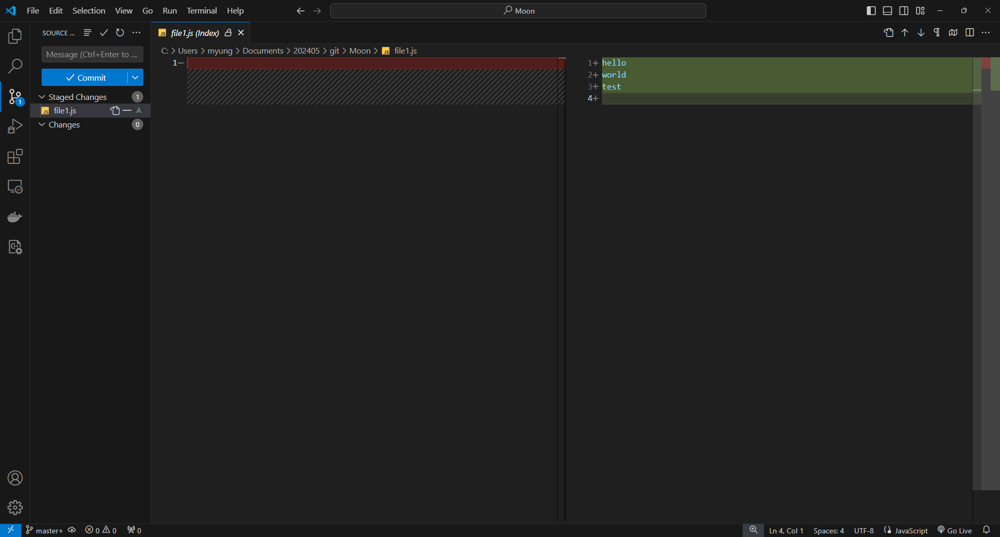 File Edit Selection View Go Run Terminal Help
Moon
SOURCE ...
file1.js (Index)
C: > Users > myung > Documents > 202405 > git > Moon > file1.js
Message (Ctrl+Enter to ...
Commit
Staged Changes 1
file1.js A
Changes 0
1
1−
1+ hello
2+ world
3+ test
4+
master+ 0 0 0
Ln 4, Col 1 Spaces: 4 UTF-8 JavaScript Go Live